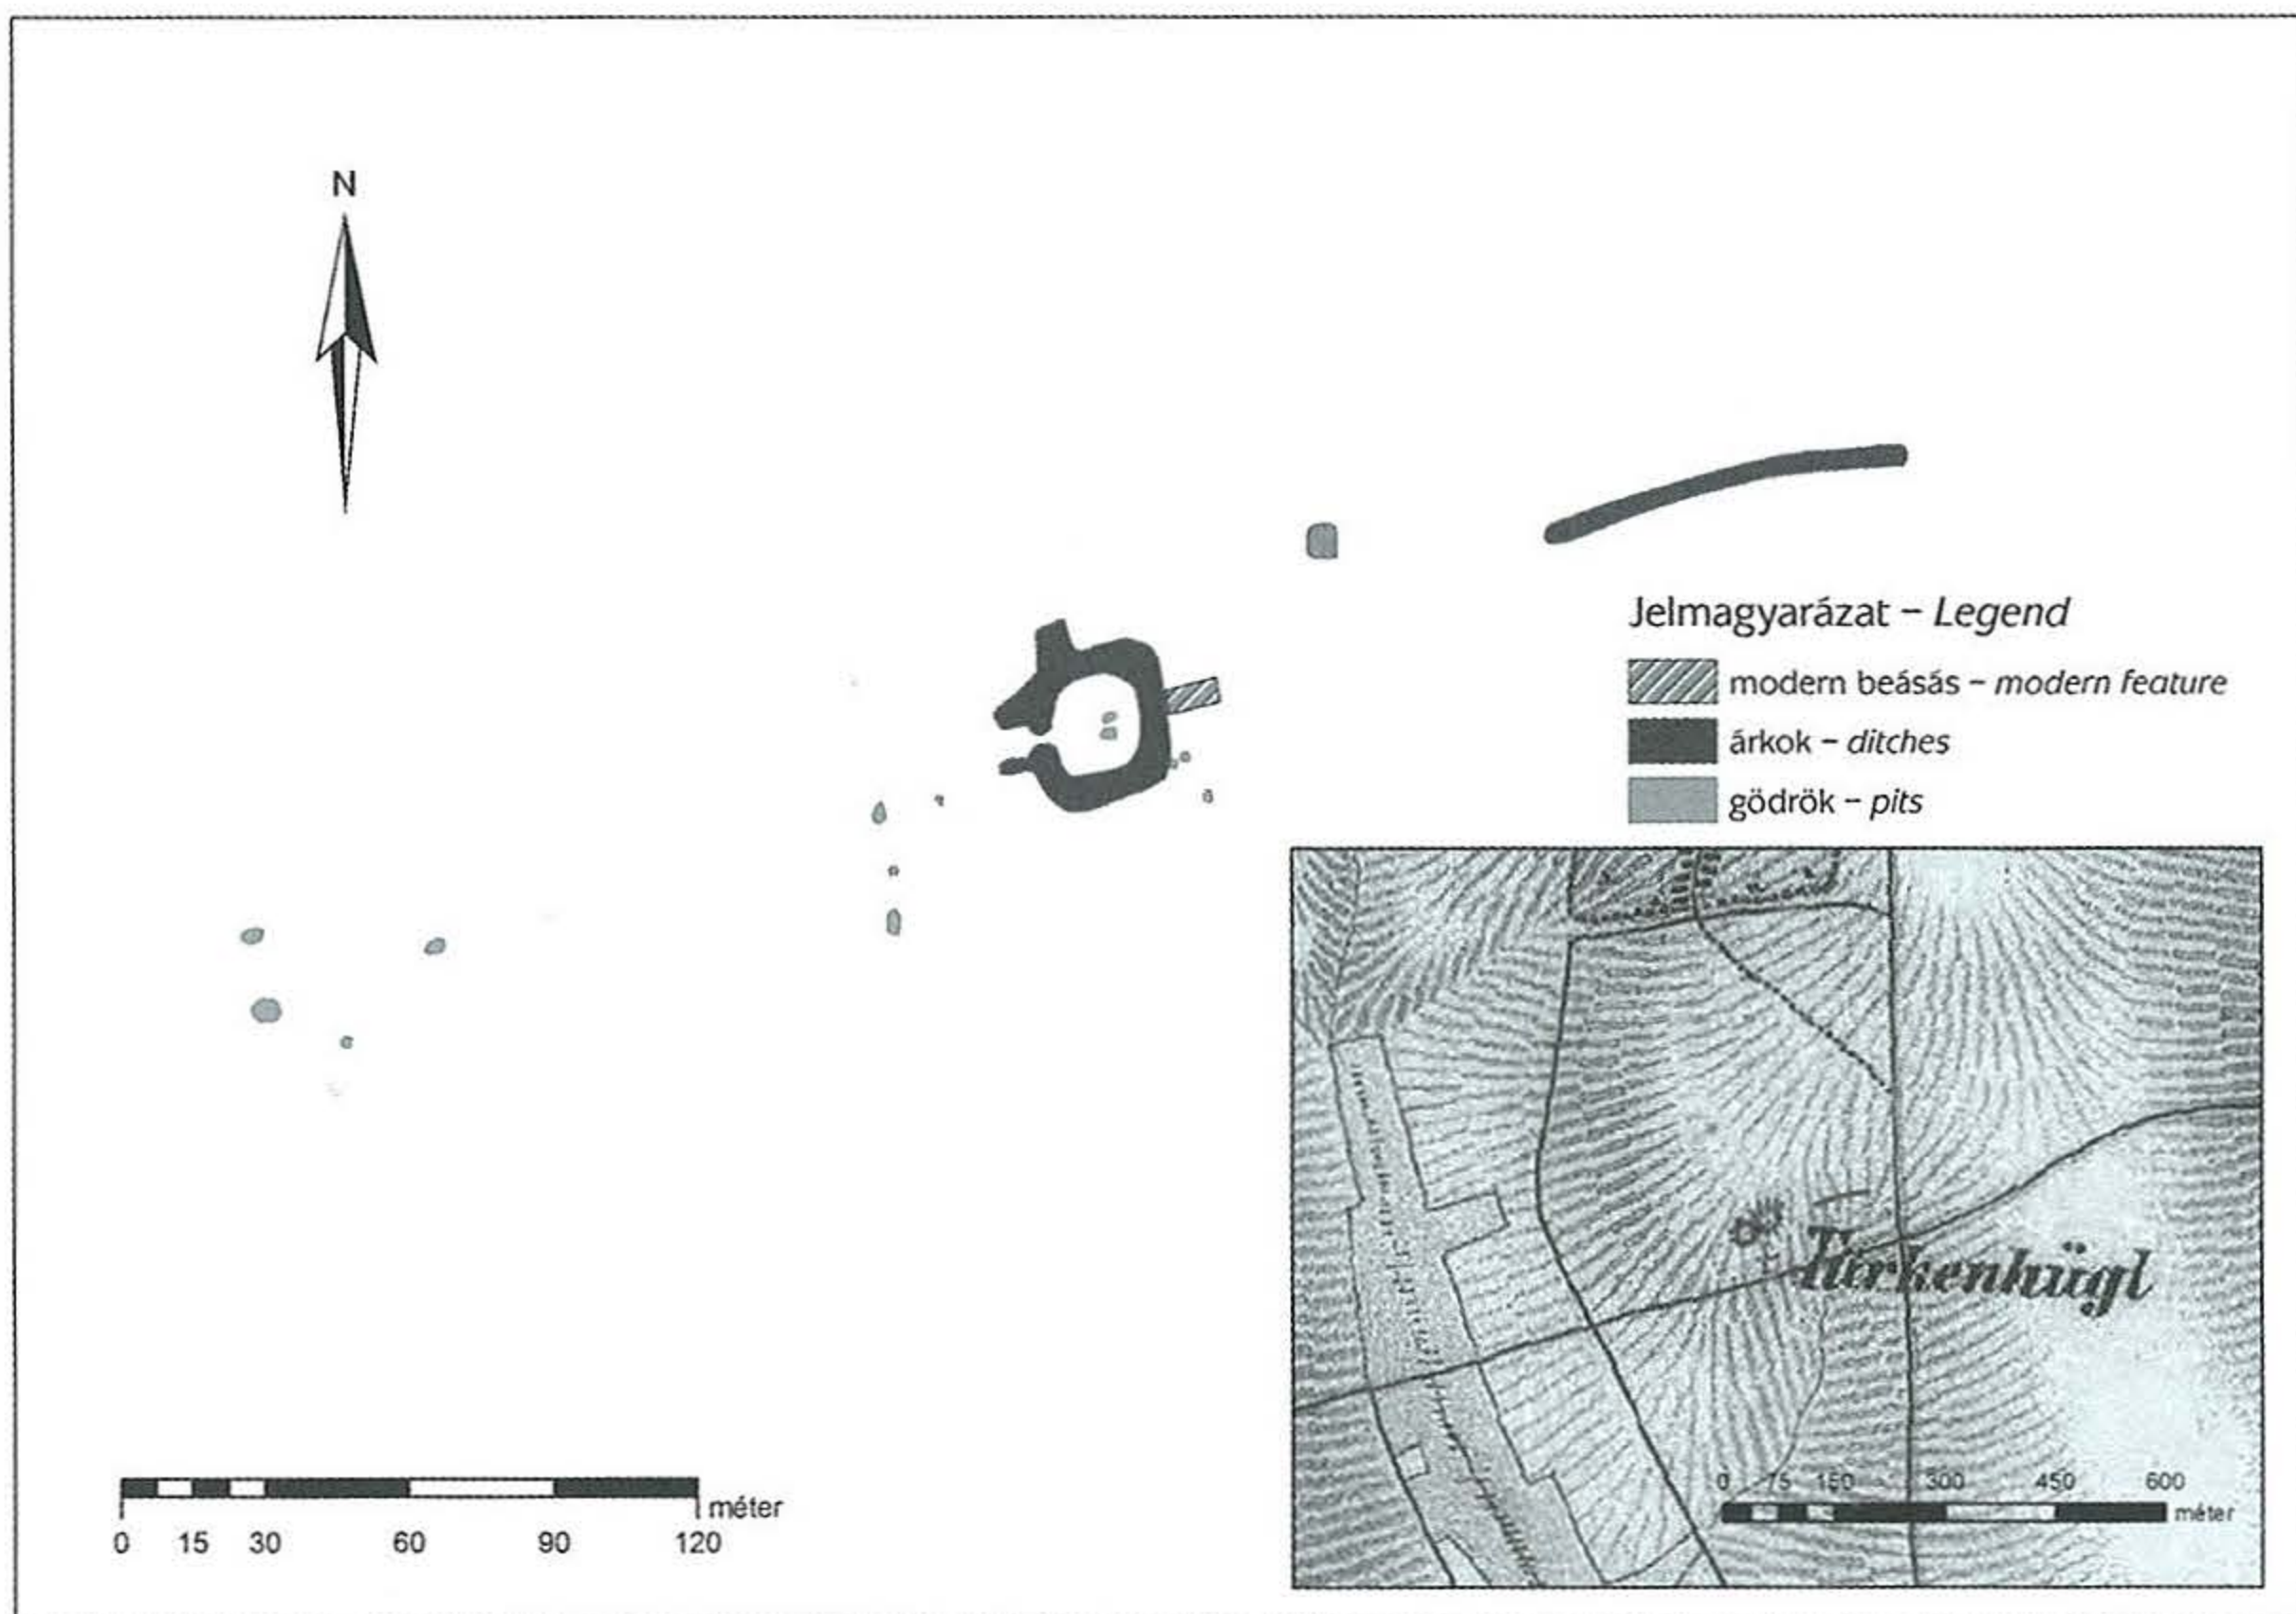 N
Jelmagyarázat – Legend
modern beásás – modern feature
árkok – ditches
gödrök – pits
0 75 150 300 450 600
méter
méter
0 15 30 60 90 120